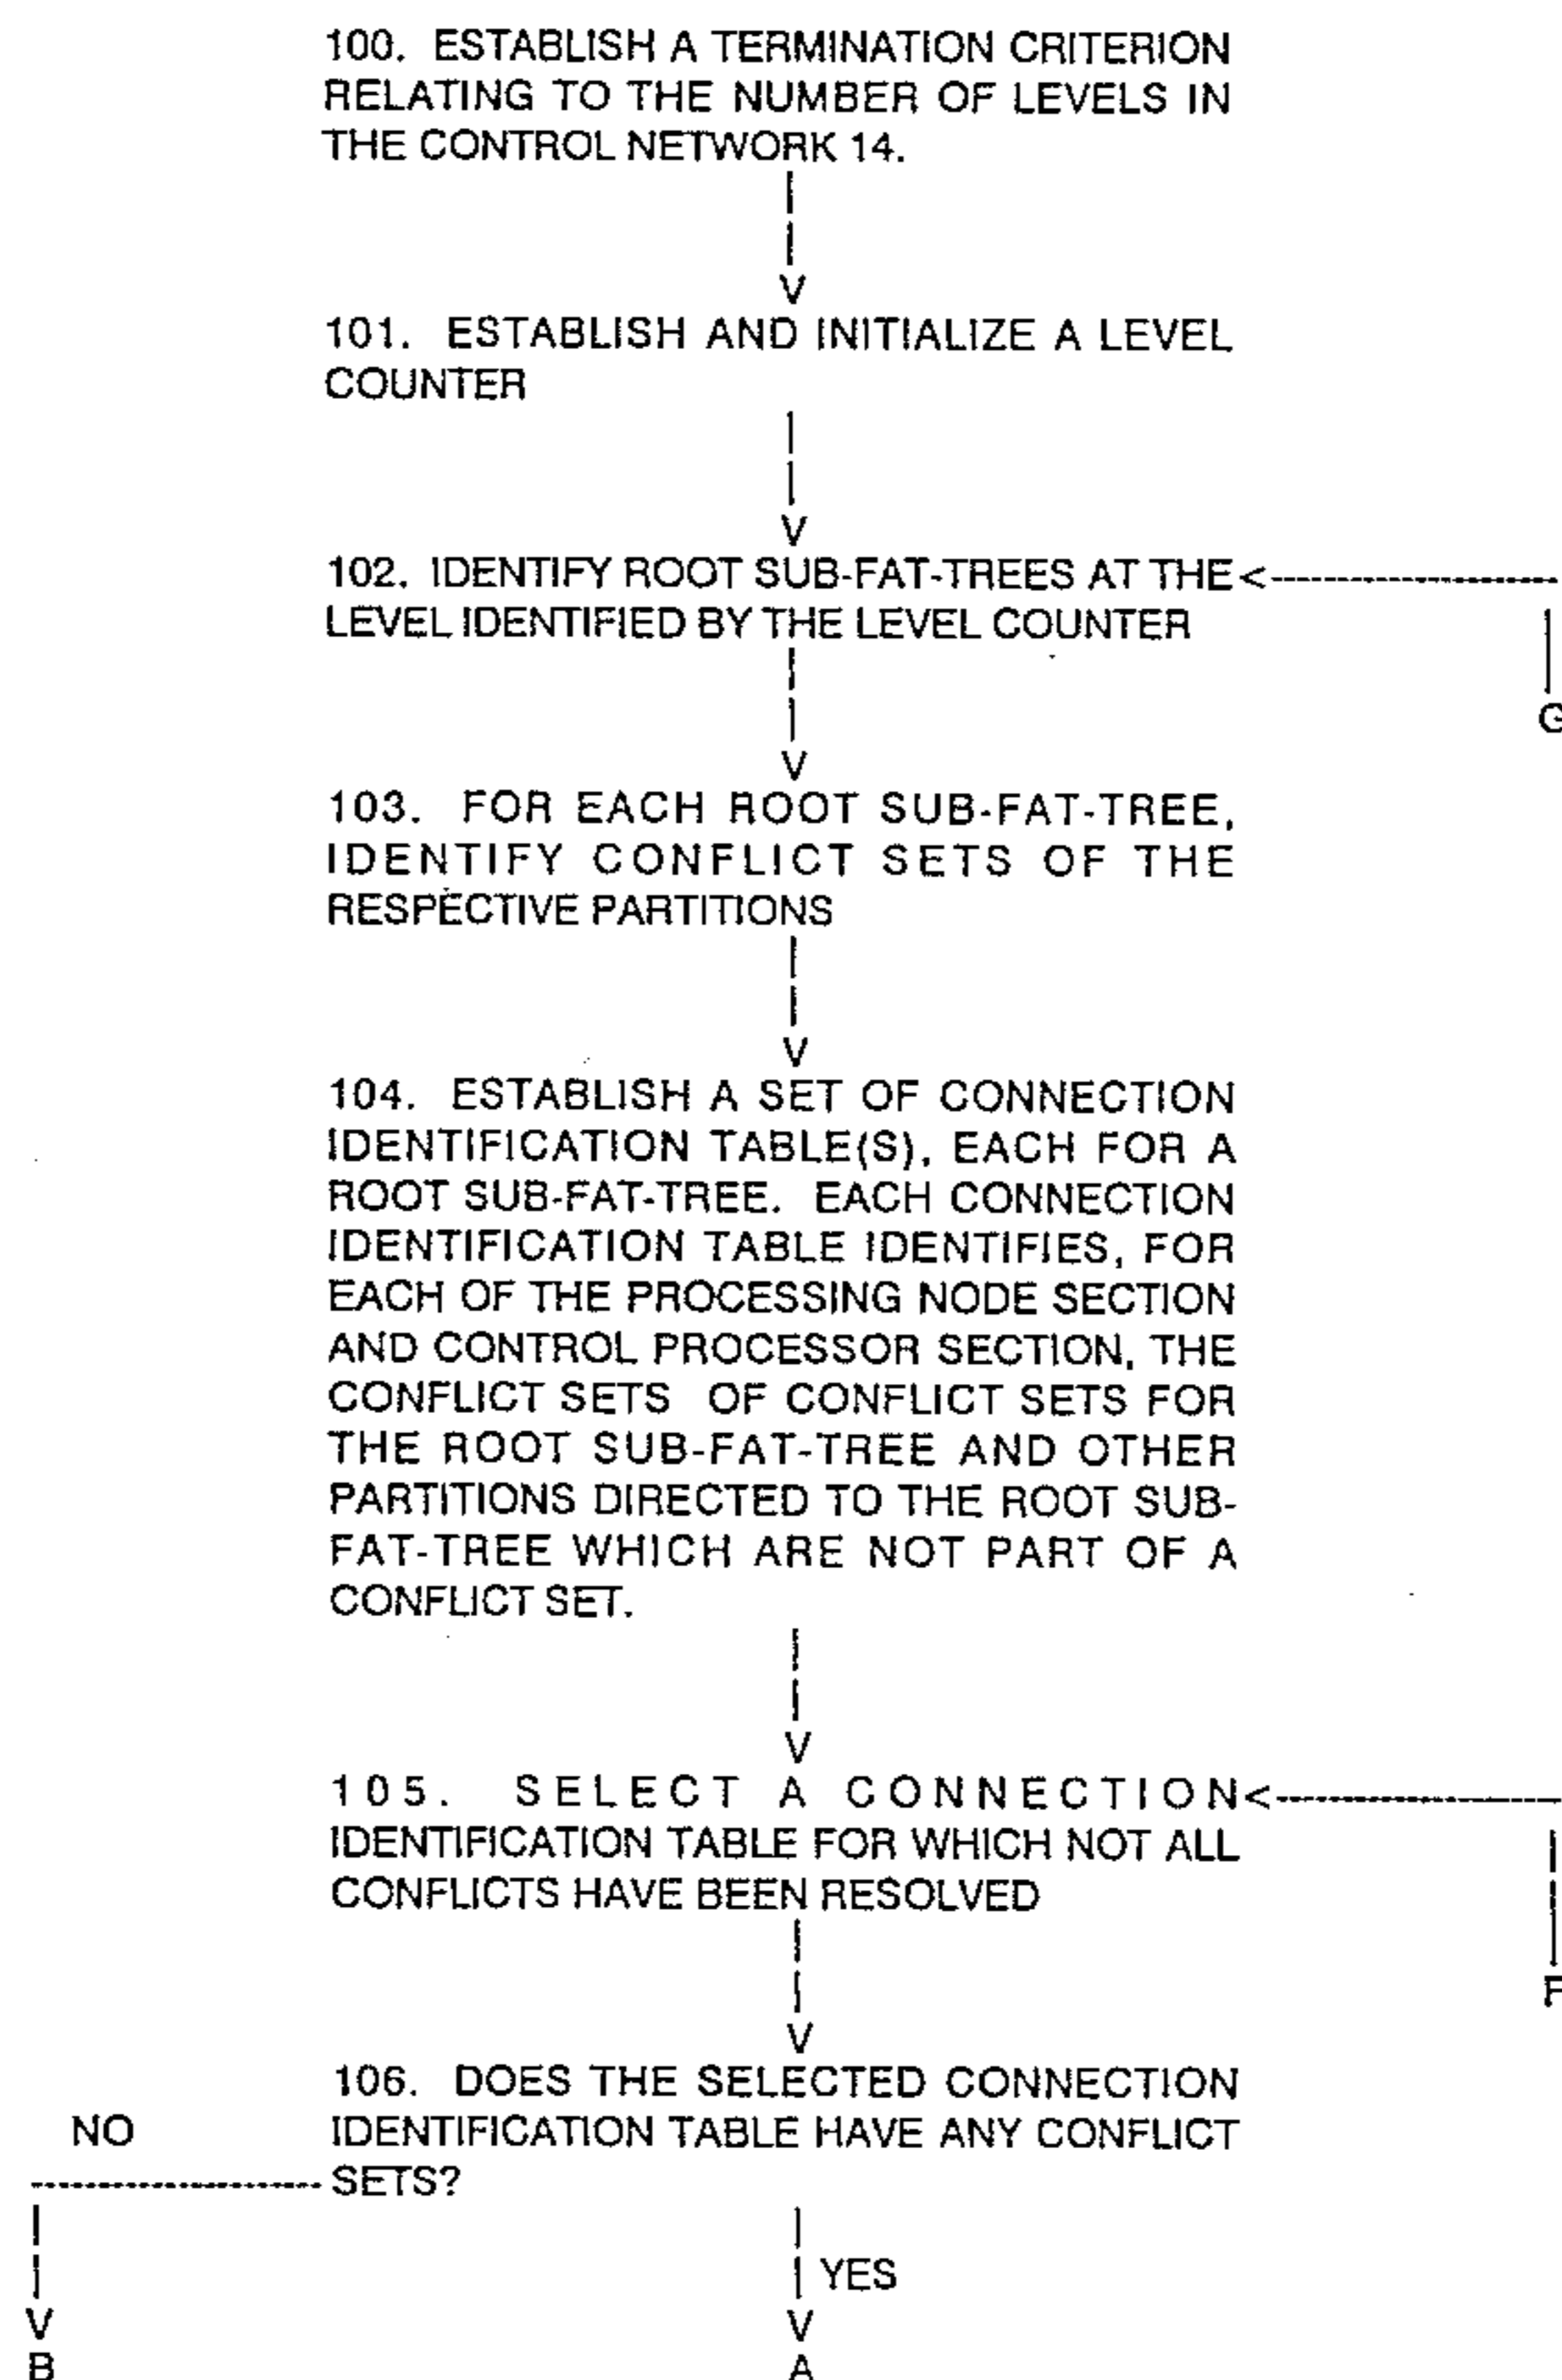 100. ESTABLISH A TERMINATION CRITERION
RELATING TO THE NUMBER OF LEVELS IN
THE CONTROL NETWORK 14.
101. ESTABLISH AND INITIALIZE A LEVEL
COUNTER
102. IDENTIFY ROOT SUB-FAT-TREES AT THE
LEVEL IDENTIFIED BY THE LEVEL COUNTER
G
103. FOR EACH ROOT SUB-FAT-TREE,
IDENTIFY CONFLICT SETS OF THE
RESPECTIVE PARTITIONS
104. ESTABLISH A SET OF CONNECTION
IDENTIFICATION TABLE(S), EACH FOR A
ROOT SUB-FAT-TREE. EACH CONNECTION
IDENTIFICATION TABLE IDENTIFIES, FOR
EACH OF THE PROCESSING NODE SECTION
AND CONTROL PROCESSOR SECTION, THE
CONFLICT SETS OF CONFLICT SETS FOR
THE ROOT SUB-FAT-TREE AND OTHER
PARTITIONS DIRECTED TO THE ROOT SUB-
FAT-TREE WHICH ARE NOT PART OF A
CONFLICT SET.
105. SELECT A CONNECTION
IDENTIFICATION TABLE FOR WHICH NOT ALL
CONFLICTS HAVE BEEN RESOLVED
F
106. DOES THE SELECTED CONNECTION
NO IDENTIFICATION TABLE HAVE ANY CONFLICT
SETS?
YES
B A